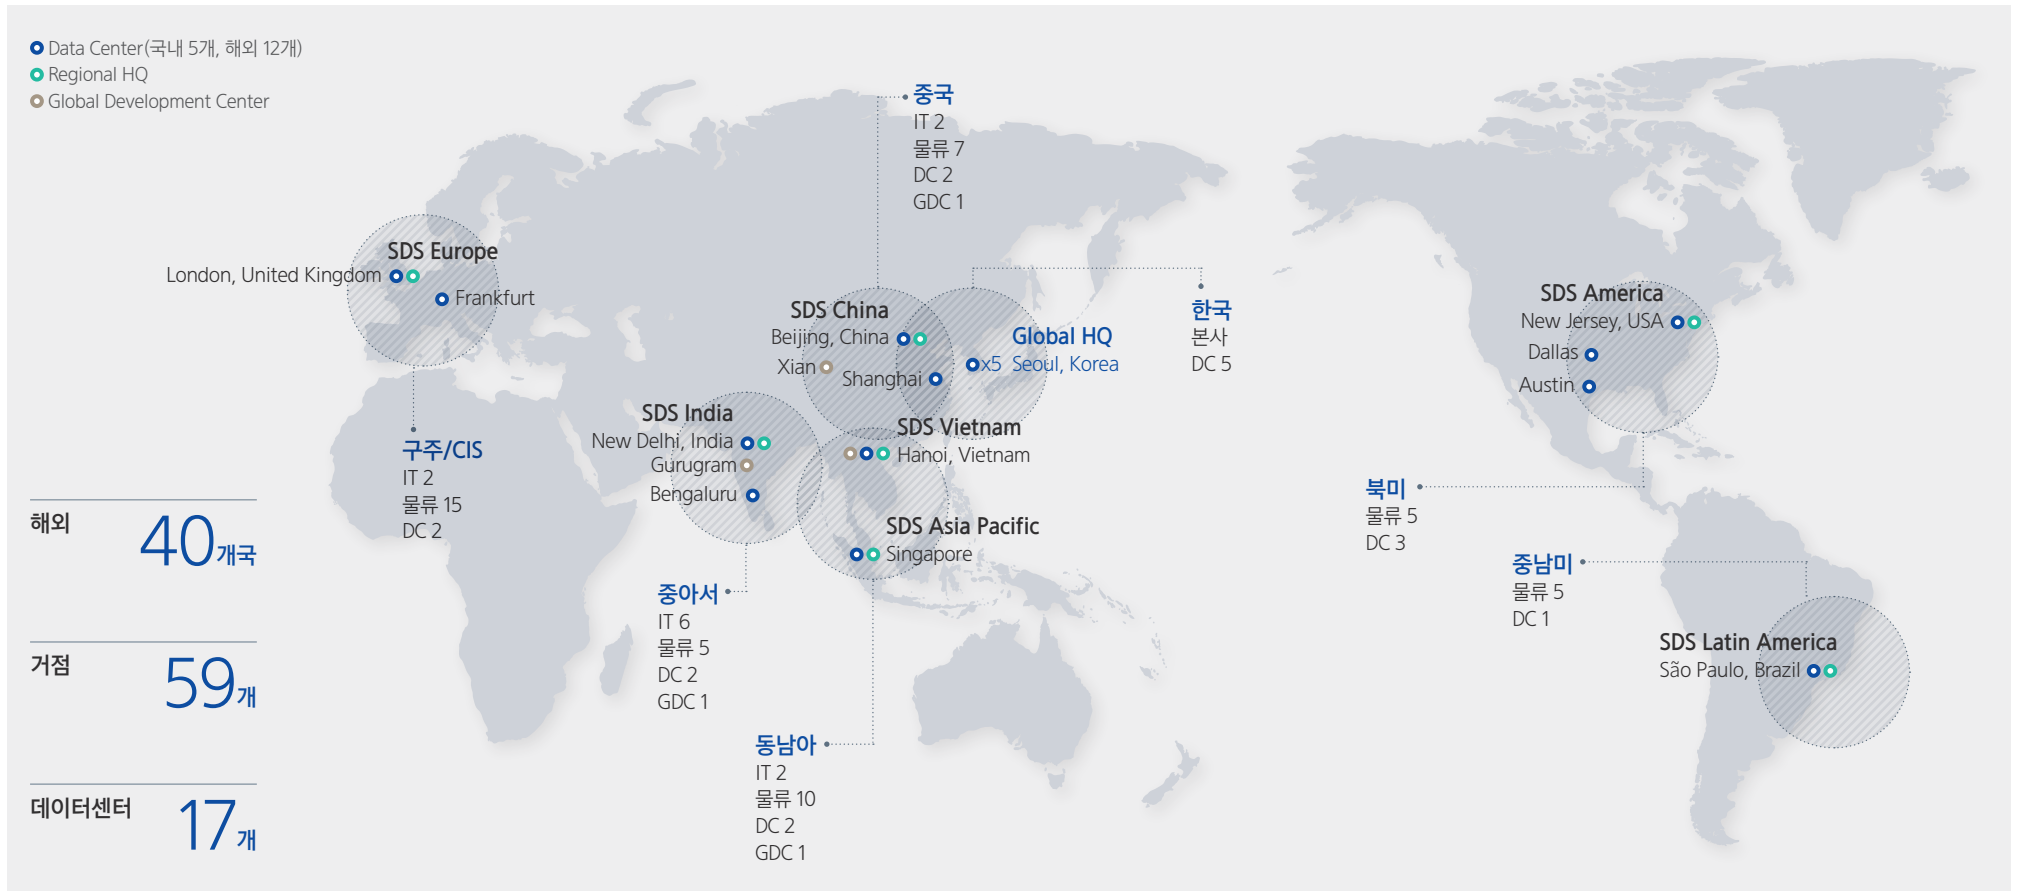 Data Center(국내 5개, 해외 12개)
Regional HQ
Global Development Center
중국
IT 2
물류 7
DC 2
GDC 1
SDS Europe
London, United Kingdom
Frankfurt
구주/CIS
IT 2
물류 15
DC 2
SDS China
Beijing, China
Xian
Shanghai
Global HQ
x5 Seoul, Korea
한국
본사
DC 5
SDS India
New Delhi, India
Gurugram
Bengaluru
중아서
IT 6
물류 5
DC 2
GDC 1
SDS Vietnam
Hanoi, Vietnam
SDS Asia Pacific
Singapore
동남아
IT 2
물류 10
DC 2
GDC 1
SDS America
New Jersey, USA
Dallas
Austin
북미
물류 5
DC 3
중남미
물류 5
DC 1
SDS Latin America
São Paulo, Brazil
해외
40개국
거점
59개
데이터센터
17개